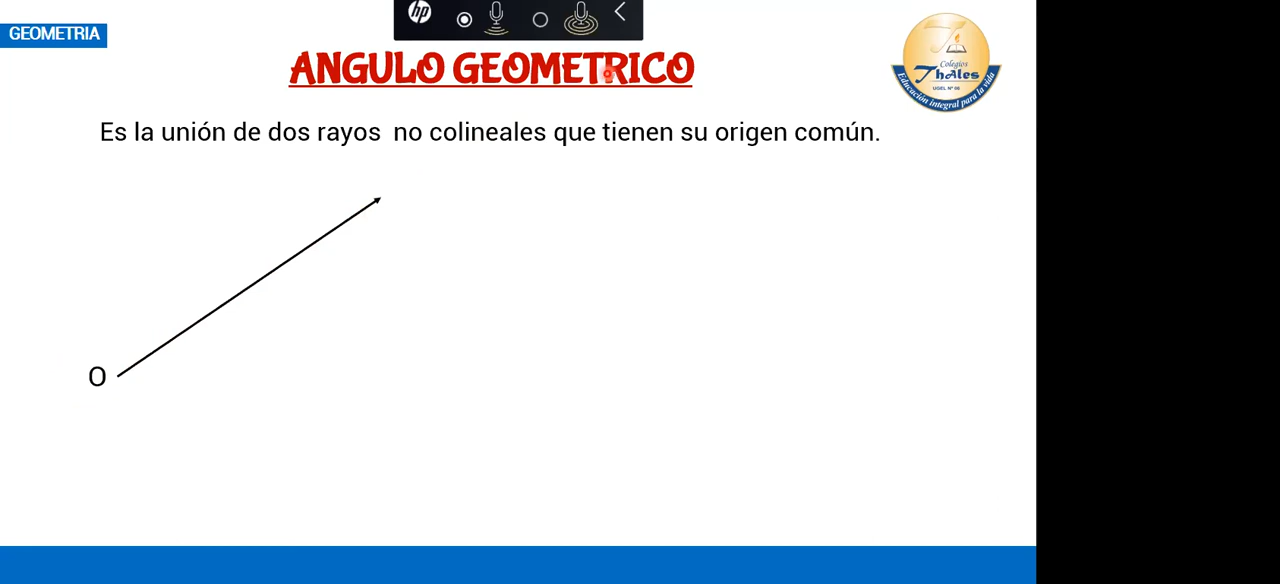 hp
GEOMETRIA
ANGULO GEOMETRICO
Colegios
Thales
UGEL Nº 06
Educación integral para la vida
Es la unión de dos rayos no colineales que tienen su origen común.
O